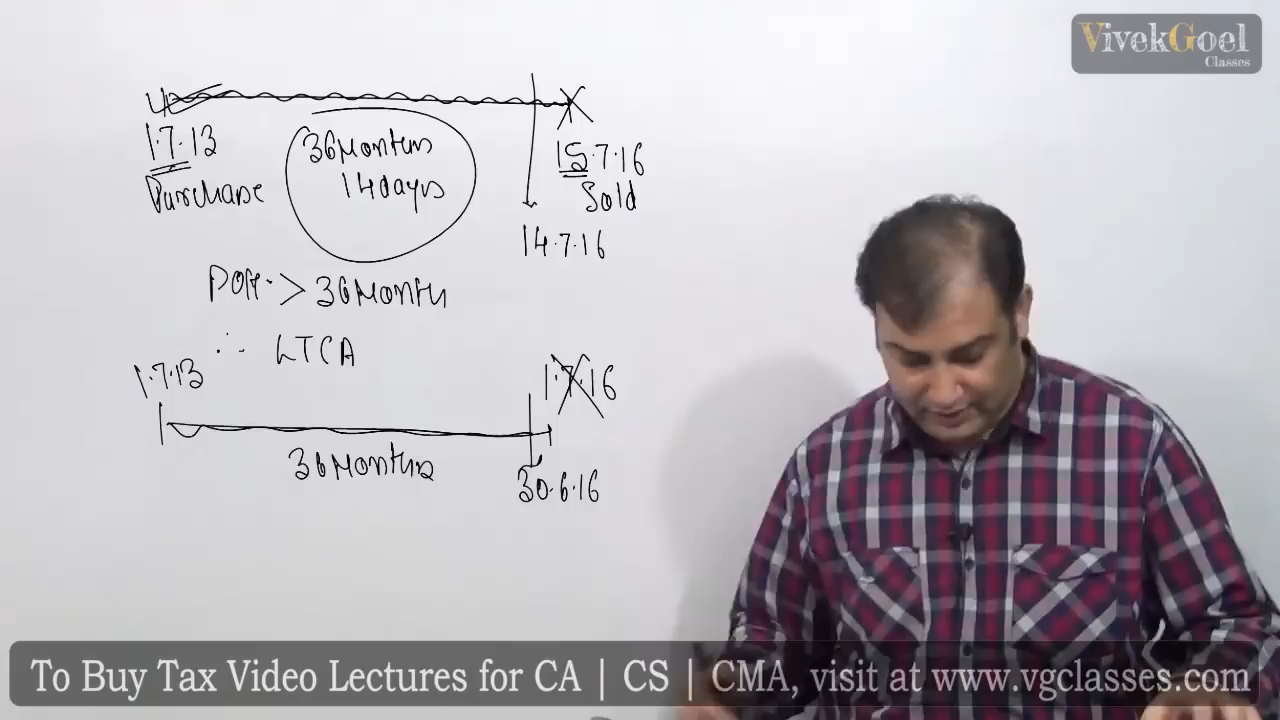 VivekGoel
Classes
1.7.13
Purchase
36 Months
14 days
15.7.16
Sold
14.7.16
POH. > 36 Month
∴ LTCA
1.7.13
1.7.16
36 Months
30.6.16
To Buy Tax Video Lectures for CA | CS | CMA, visit at www.vgclasses.com